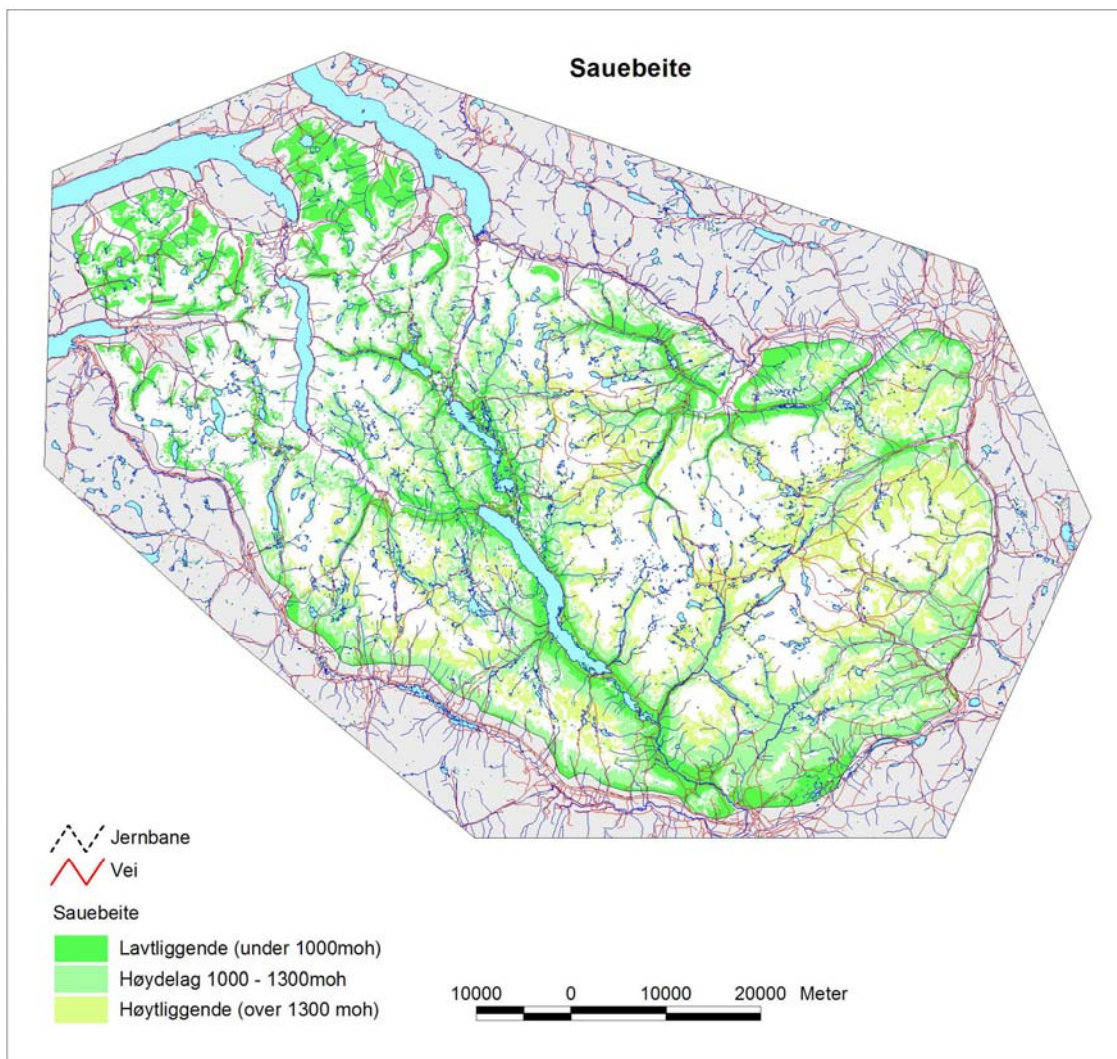 Sauebeite
Jernbane
Vei
Sauebeite
Lavtliggende (under 1000moh)
Høydelag 1000 - 1300moh
Høytliggende (over 1300 moh)
10000 0 10000 20000 Meter